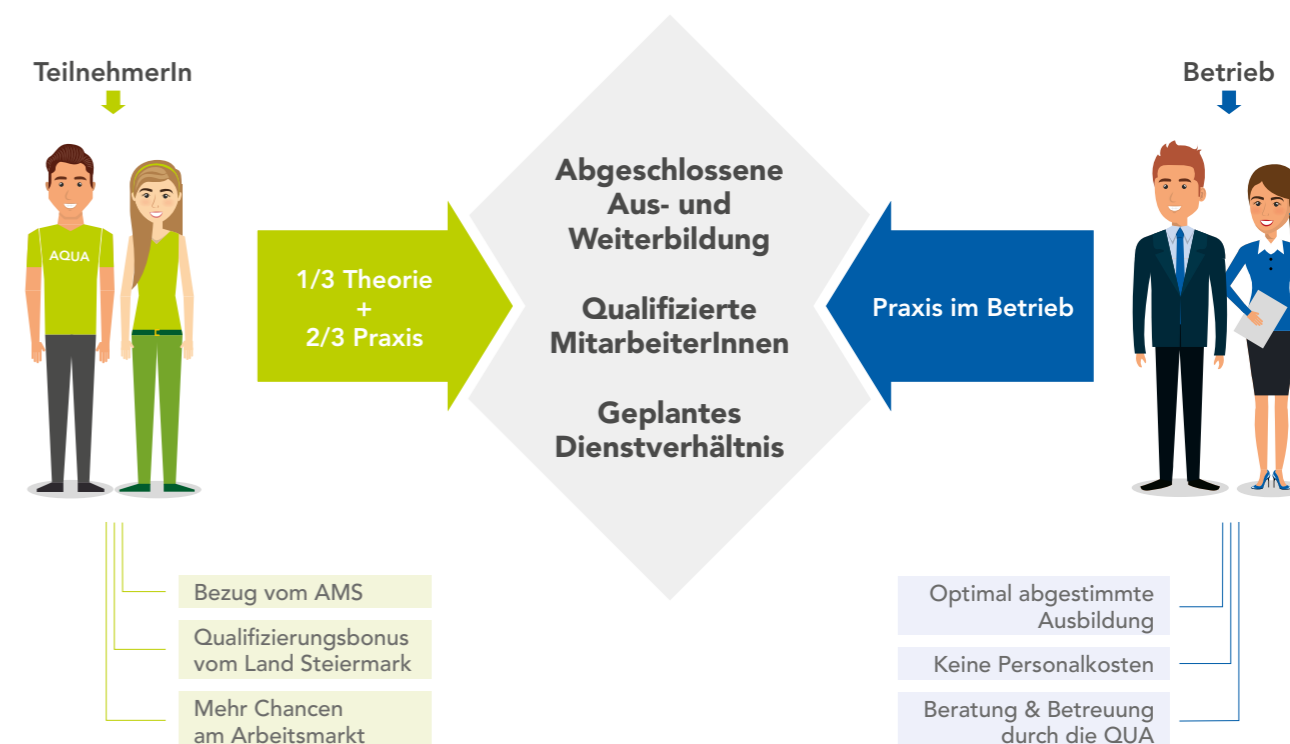 TeilnehmerIn
AQUA
1/3 Theorie
+
2/3 Praxis
Bezug vom AMS
Qualifizierungsbonus
vom Land Steiermark
Mehr Chancen
am Arbeitsmarkt
Abgeschlossene
Aus- und
Weiterbildung
Qualifizierte
MitarbeiterInnen
Geplantes
Dienstverhältnis
Betrieb
Praxis im Betrieb
Optimal abgestimmte
Ausbildung
Keine Personalkosten
Beratung & Betreuung
durch die QUA